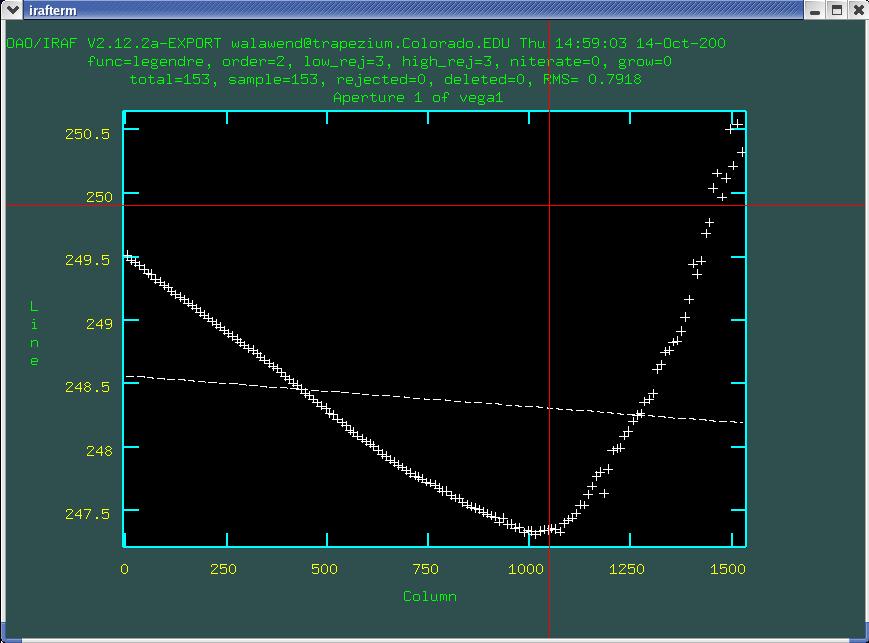 irafterm
OAO/IRAF V2.12.2a-EXPORT walawend@trapezium.Colorado.EDU Thu 14:59:03 14-Oct-200
func=legendre, order=2, low_rej=3, high_rej=3, niterate=0, grow=0
total=153, sample=153, rejected=0, deleted=0, RMS= 0.7918
Aperture 1 of vega1
250.5
250
249.5
249
248.5
248
247.5
Line
0 250 500 750 1000 1250 1500
Column